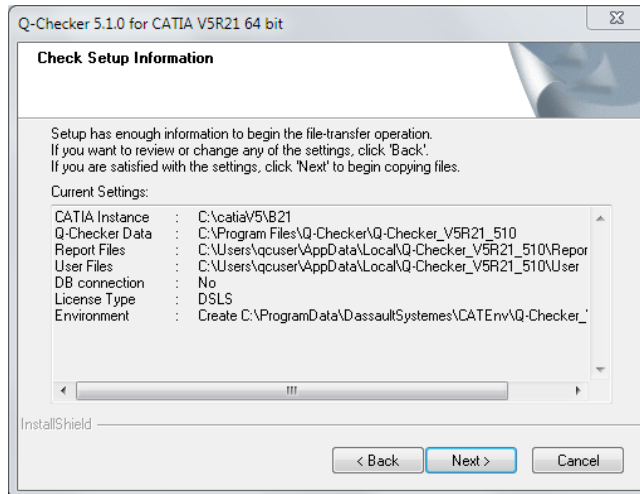 Q-Checker 5.1.0 for CATIA V5R21 64 bit
Check Setup Information
Setup has enough information to begin the file-transfer operation.
If you want to review or change any of the settings, click 'Back'.
If you are satisfied with the settings, click 'Next' to begin copying files.
Current Settings:
CATIA Instance : C:\catiaV5\B21
Q-Checker Data : C:\Program Files\Q-Checker\Q-Checker_V5R21_510
Report Files : C:\Users\qcuser\AppData\Local\Q-Checker_V5R21_510\Repor
User Files : C:\Users\qcuser\AppData\Local\Q-Checker_V5R21_510\User
DB connection : No
License Type : DSLS
Environment : Create C:\ProgramData\DassaultSystemes\CATEnv\Q-Checker_
InstallShield
< Back Next > Cancel